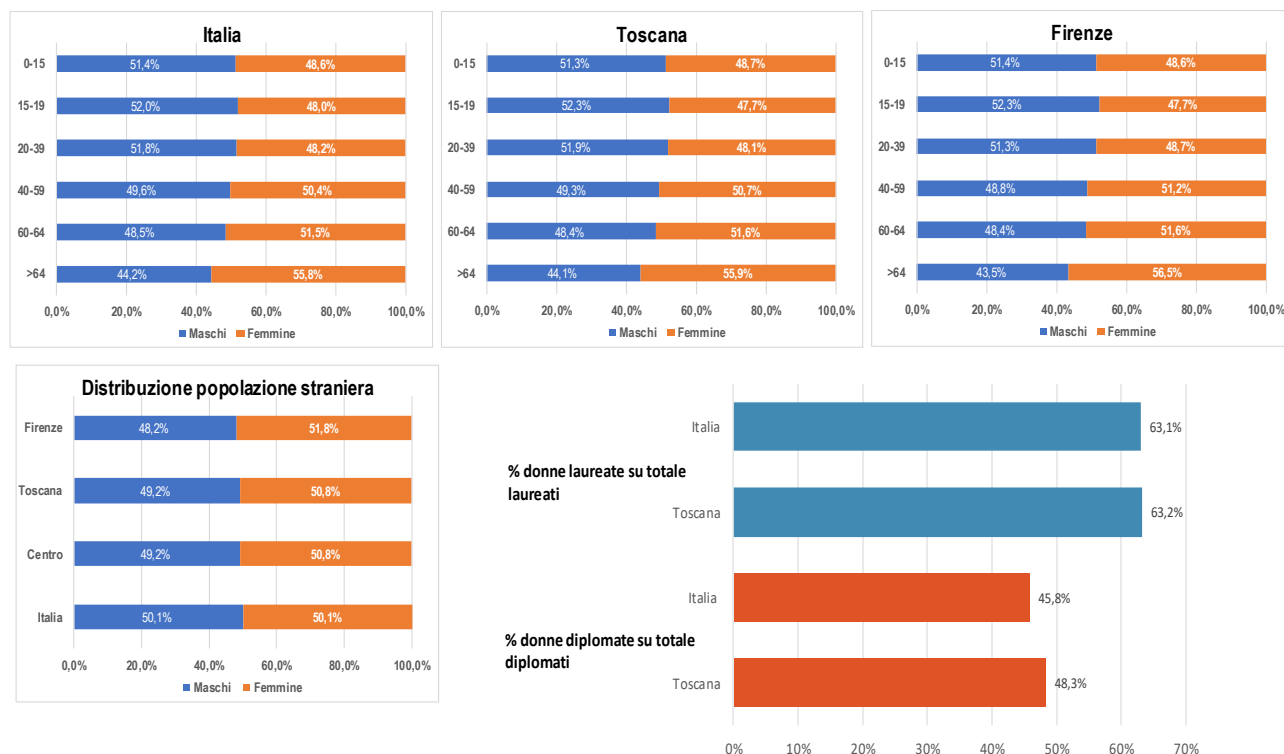 Italia
0-15 51,4% 48,6%
15-19 52,0% 48,0%
20-39 51,8% 48,2%
40-59 49,6% 50,4%
60-64 48,5% 51,5%
>64 44,2% 55,8%
0,0% 20,0% 40,0% 60,0% 80,0% 100,0%
Maschi Femmine
Toscana
0-15 51,3% 48,7%
15-19 52,3% 47,7%
20-39 51,9% 48,1%
40-59 49,3% 50,7%
60-64 48,4% 51,6%
>64 44,1% 55,9%
0,0% 20,0% 40,0% 60,0% 80,0% 100,0%
Maschi Femmine
Firenze
0-15 51,4% 48,6%
15-19 52,3% 47,7%
20-39 51,3% 48,7%
40-59 48,8% 51,2%
60-64 48,4% 51,6%
>64 43,5% 56,5%
0,0% 20,0% 40,0% 60,0% 80,0% 100,0%
Maschi Femmine
Distribuzione popolazione straniera
Firenze 48,2% 51,8%
Toscana 49,2% 50,8%
Centro 49,2% 50,8%
Italia 50,1% 50,1%
0,0% 20,0% 40,0% 60,0% 80,0% 100,0%
Maschi Femmine
% donne laureate su totale
laureati
Italia 63,1%
Toscana 63,2%
% donne diplomate su totale
diplomati
Italia 45,8%
Toscana 48,3%
0% 10% 20% 30% 40% 50% 60% 70%